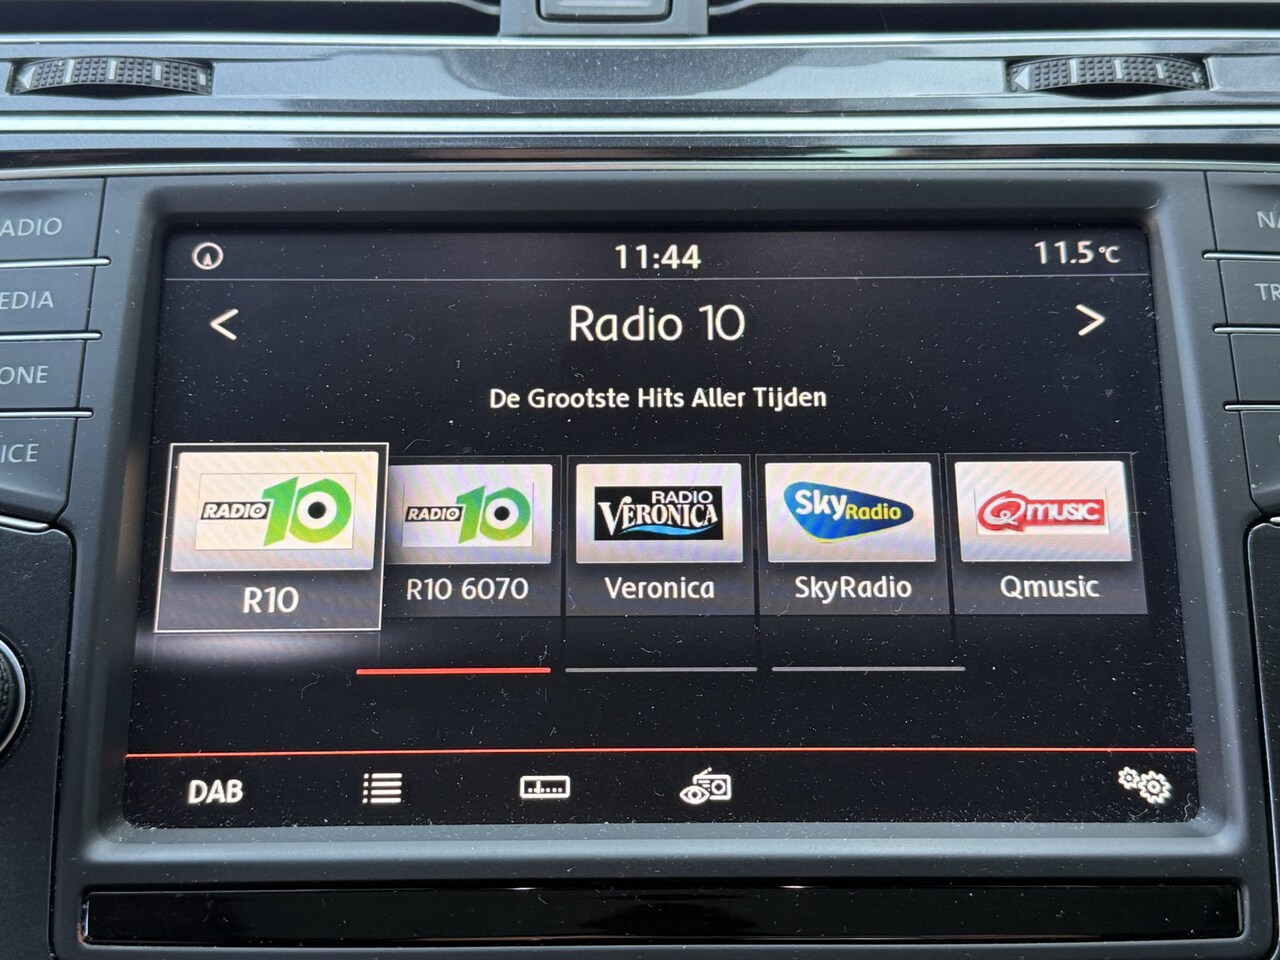 ADIO
EDIA
ONE
ICE
NA
TR
11:44
11.5°C
Radio 10
De Grootste Hits Aller Tijden
RADIO 10
RADIO 10
RADIO VERONICA
Sky Radio
Qmusic
R10
R10 6070
Veronica
SkyRadio
Qmusic
DAB